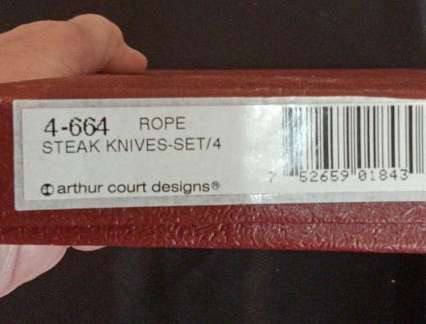 4-664 ROPE
STEAK KNIVES-SET/4
arthur court designs®
7 52659 01843